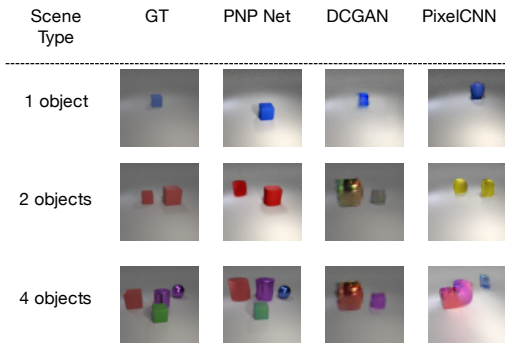 Scene Type GT PNP Net DCGAN PixelCNN
1 object
2 objects
4 objects